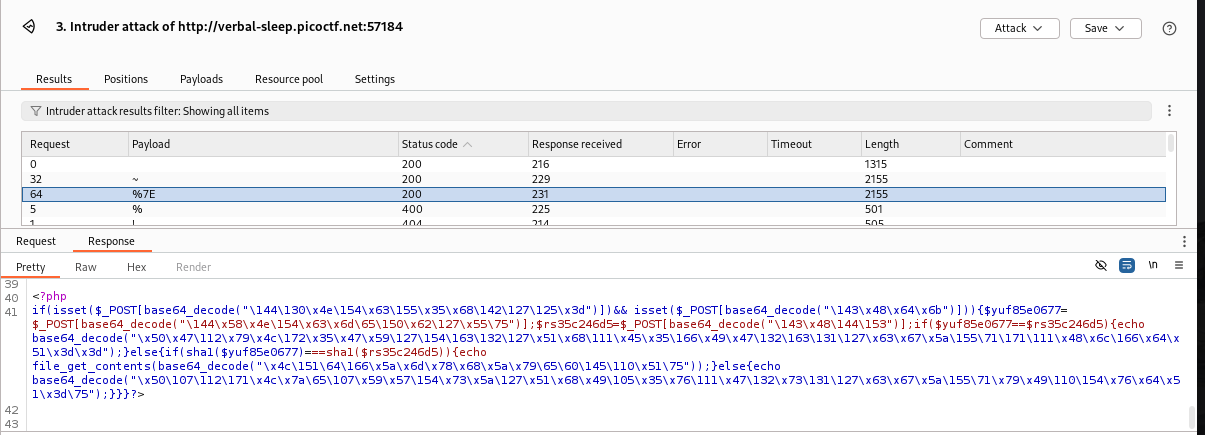 3. Intruder attack of http://verbal-sleep.picoctf.net:57184
Attack
Save
Results Positions Payloads Resource pool Settings
Intruder attack results filter: Showing all items
Request Payload Status code Response received Error Timeout Length Comment
0 200 216 1315
32 ~ 200 229 2155
64 %7E 200 231 2155
5 % 400 225 501
1 ! 404 214 505
Request Response
Pretty Raw Hex Render
\n
39
40 <?php
41 if(isset($_POST[base64_decode("\144\130\x4e\154\x63\155\x35\x68\142\127\125\x3d")])&& isset($_POST[base64_decode("\143\x48\x64\x6b")])){$yuf85e0677=
$_POST[base64_decode("\144\x58\x4e\154\x63\x6d\x65\150\x62\127\x55\75")];$rs35c246d5=$_POST[base64_decode("\143\x48\144\153")];if($yuf85e0677==$rs35c246d5){echo
base64_decode("\x50\x47\112\x79\x4c\172\x35\x47\x59\127\154\163\132\127\x51\x68\111\x45\x35\166\x49\x47\132\163\131\127\x63\x67\x5a\155\71\171\111\x48\x6c\166\x64\x
51\x3d\x3d");}else{if(sha1($yuf85e0677)===sha1($rs35c246d5)){echo
file_get_contents(base64_decode("\x4c\151\64\166\x5a\x6d\x78\x68\x5a\x79\65\60\145\110\x51\75"));}else{echo
base64_decode("\x50\107\112\171\x4c\x7a\65\107\x59\x57\154\x73\x5a\127\x51\x68\x49\105\x35\x76\111\x47\132\x73\131\127\x63\x67\x5a\155\x71\x79\x49\110\154\x76\x64\x5
1\x3d\75");}}}?>
42
43